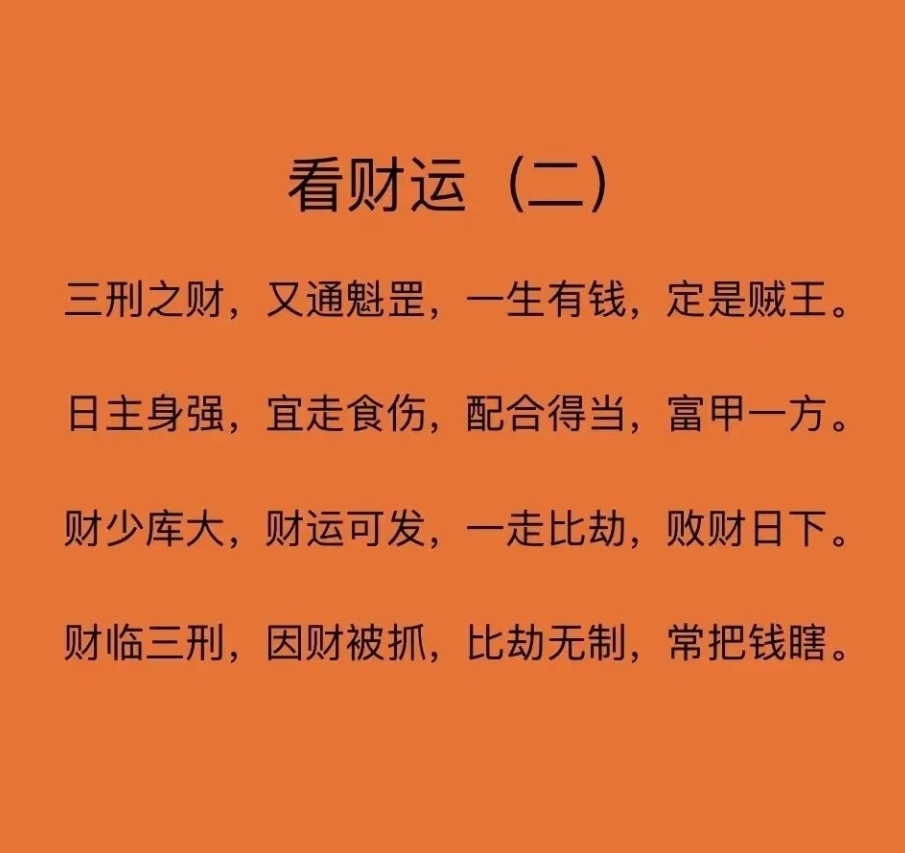 看财运（二）
三刑之财，又通魁罡，一生有钱，定是贼王。
日主身强，宜走食伤，配合得当，富甲一方。
财少库大，财运可发，一走比劫，败财日下。
财临三刑，因财被抓，比劫无制，常把钱瞎。